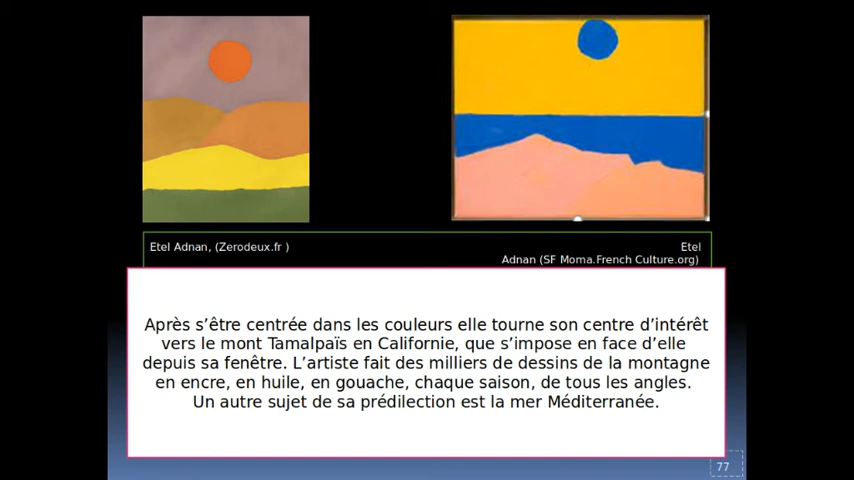 Etel Adnan, (Zerodeux.fr )
Etel
Adnan (SF Moma.French Culture.org)
Après s’être centrée dans les couleurs elle tourne son centre d’intérêt
vers le mont Tamalpaïs en Californie, que s’impose en face d’elle
depuis sa fenêtre. L’artiste fait des milliers de dessins de la montagne
en encre, en huile, en gouache, chaque saison, de tous les angles.
Un autre sujet de sa prédilection est la mer Méditerranée.
77